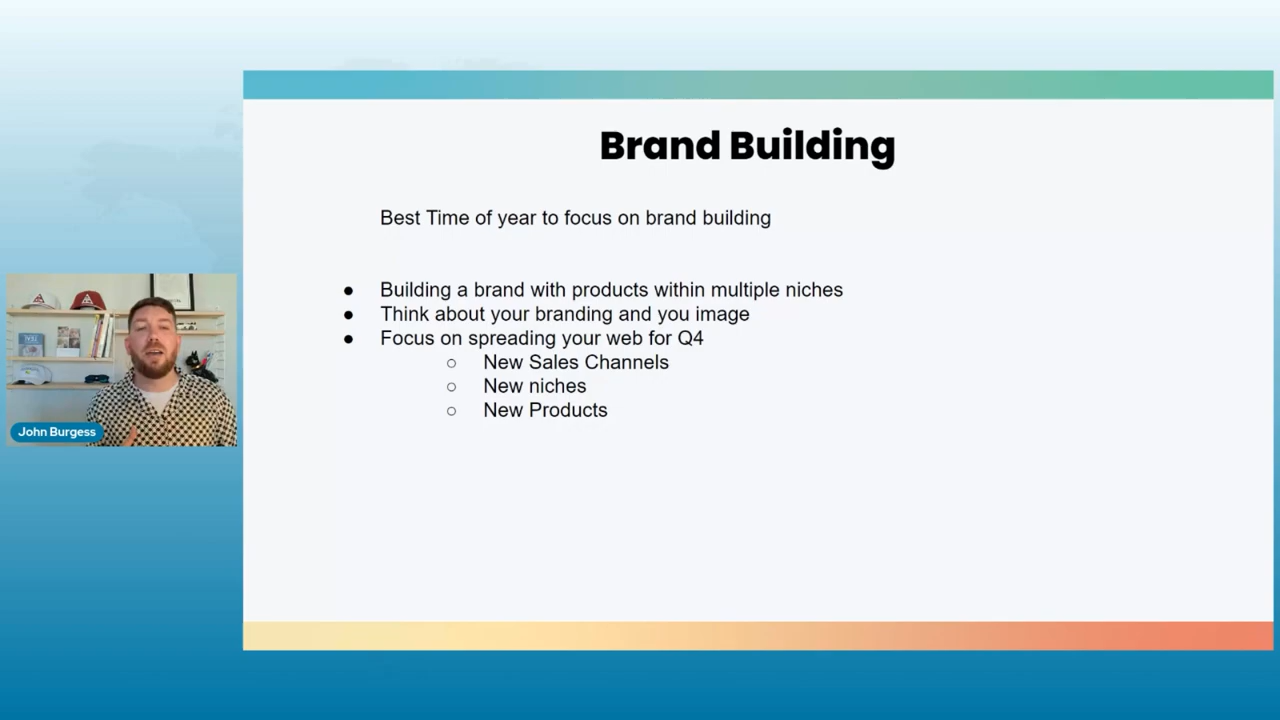 Brand Building
Best Time of year to focus on brand building
● Building a brand with products within multiple niches
● Think about your branding and you image
● Focus on spreading your web for Q4
○ New Sales Channels
○ New niches
○ New Products
John Burgess